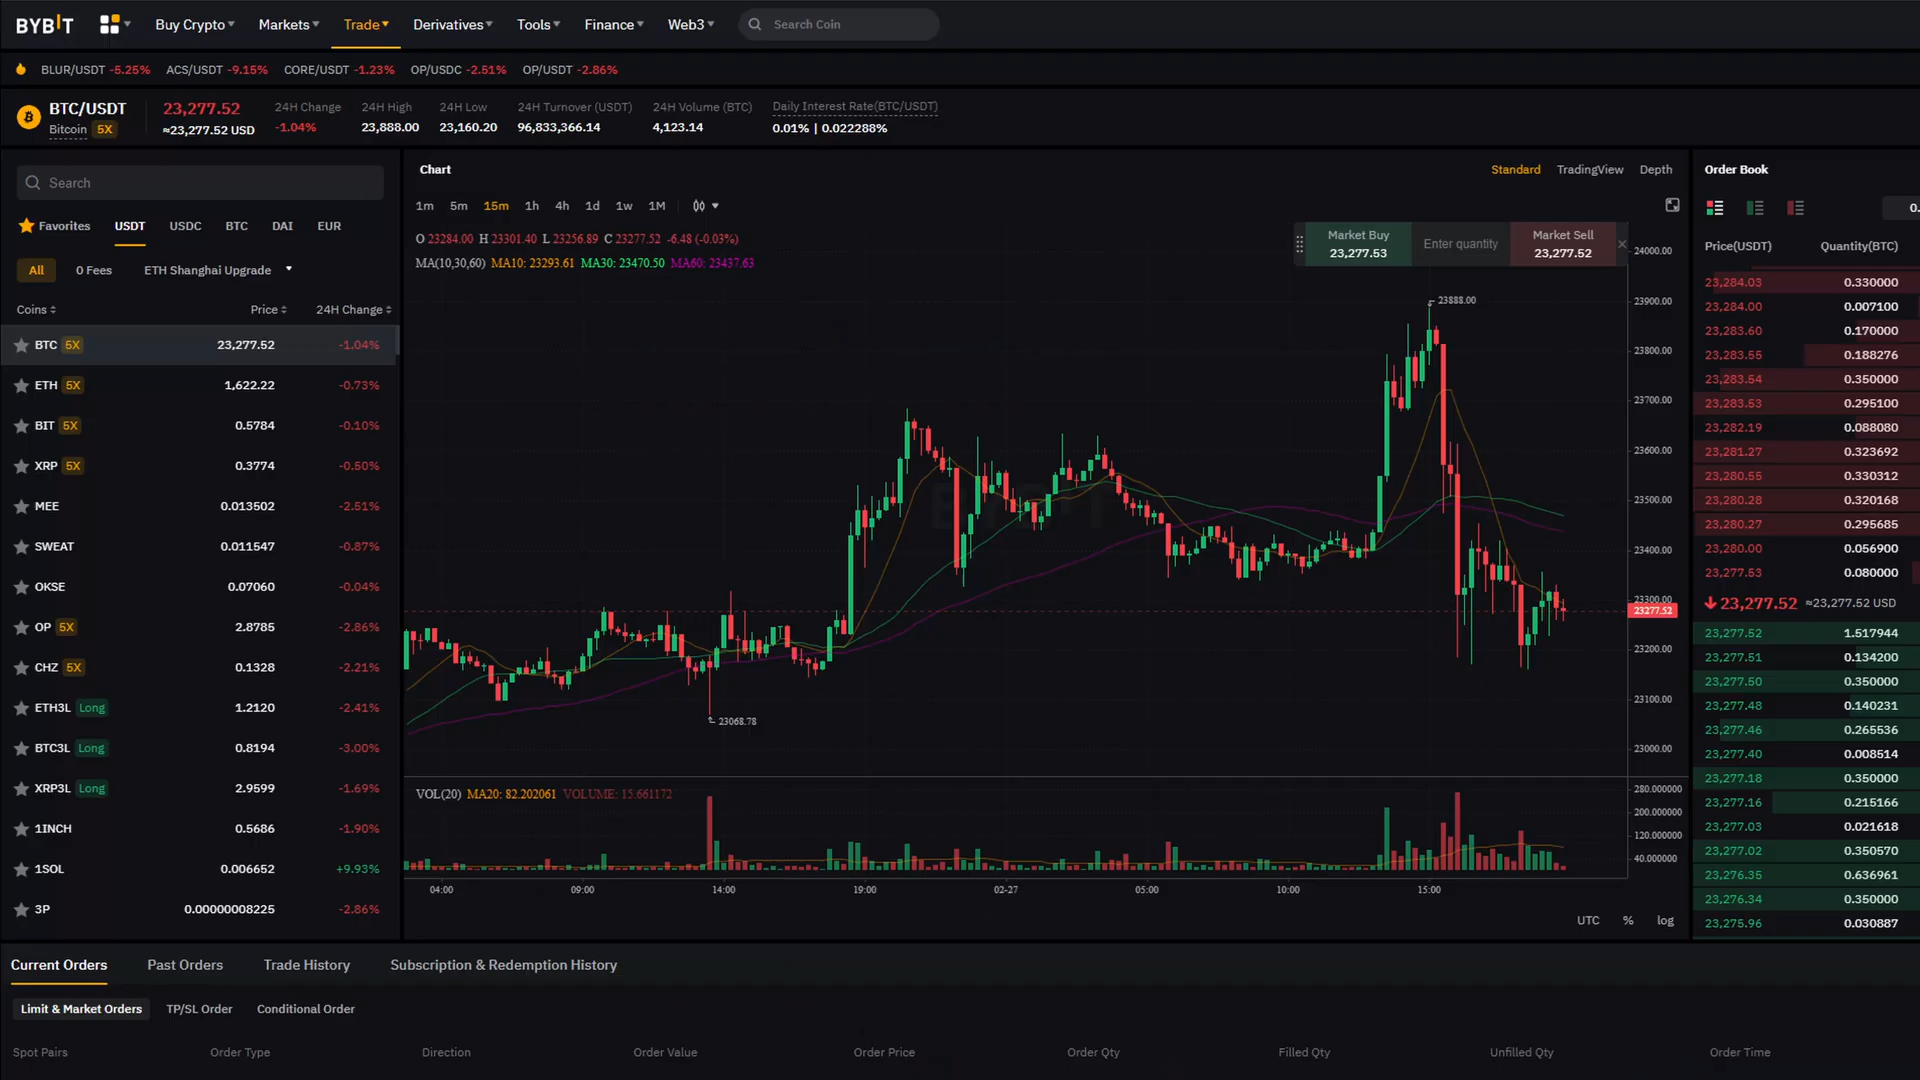 BYBIT Buy Crypto Markets Trade Derivatives Tools Finance Web3 Search Coin
BLUR/USDT -5.25% ACS/USDT -9.15% CORE/USDT -1.23% OP/USDC -2.51% OP/USDT -2.86%
BTC/USDT 23,277.52 24H Change 24H High 24H Low 24H Turnover (USDT) 24H Volume (BTC) Daily Interest Rate(BTC/USDT)
Bitcoin 5X ≈23,277.52 USD -1.04% 23,888.00 23,160.20 96,833,366.14 4,123.14 0.01% | 0.022288%
Search
Favorites USDT USDC BTC DAI EUR
All 0 Fees ETH Shanghai Upgrade
Coins Price 24H Change
BTC 5X 23,277.52 -1.04%
ETH 5X 1,622.22 -0.73%
BIT 5X 0.5784 -0.10%
XRP 5X 0.3774 -0.50%
MEE 0.013502 -2.51%
SWEAT 0.011547 -0.87%
OKSE 0.07060 -0.04%
OP 5X 2.8785 -2.86%
CHZ 5X 0.1328 -2.21%
ETH3L Long 1.2120 -2.41%
BTC3L Long 0.8194 -3.00%
XRP3L Long 2.9599 -1.69%
1INCH 0.5686 -1.90%
1SOL 0.006652 +9.93%
3P 0.00000008225 -2.86%
Chart Standard TradingView Depth
1m 5m 15m 1h 4h 1d 1w 1M
O 23284.00 H 23301.40 L 23256.89 C 23277.52 -6.48 (-0.03%)
MA(10,30,60) MA10: 23293.61 MA30: 23470.50 MA60: 23437.63
Market Buy Enter quantity Market Sell
23,277.53 23,277.52
23888.00
23068.78
24000.00
23900.00
23800.00
23700.00
23600.00
23500.00
23400.00
23300.00
23277.52
23200.00
23100.00
23000.00
VOL(20) MA20: 82.202061 VOLUME: 15.661172
280.000000
200.000000
120.000000
40.000000
04:00 09:00 14:00 19:00 02-27 05:00 10:00 15:00
UTC % log
Order Book
0.
Price(USDT) Quantity(BTC)
23,284.03 0.330000
23,284.00 0.007100
23,283.60 0.170000
23,283.55 0.188276
23,283.54 0.350000
23,283.53 0.295100
23,282.19 0.088080
23,281.27 0.323692
23,280.55 0.330312
23,280.28 0.320168
23,280.27 0.295685
23,280.00 0.056900
23,277.53 0.080000
23,277.52 ≈23,277.52 USD
23,277.52 1.517944
23,277.51 0.134200
23,277.50 0.350000
23,277.48 0.140231
23,277.46 0.265536
23,277.40 0.008514
23,277.18 0.350000
23,277.16 0.215166
23,277.03 0.021618
23,277.02 0.350570
23,276.35 0.636961
23,276.34 0.350000
23,275.96 0.030887
Current Orders Past Orders Trade History Subscription & Redemption History
Limit & Market Orders TP/SL Order Conditional Order
Spot Pairs Order Type Direction Order Value Order Price Order Qty Filled Qty Unfilled Qty Order Time